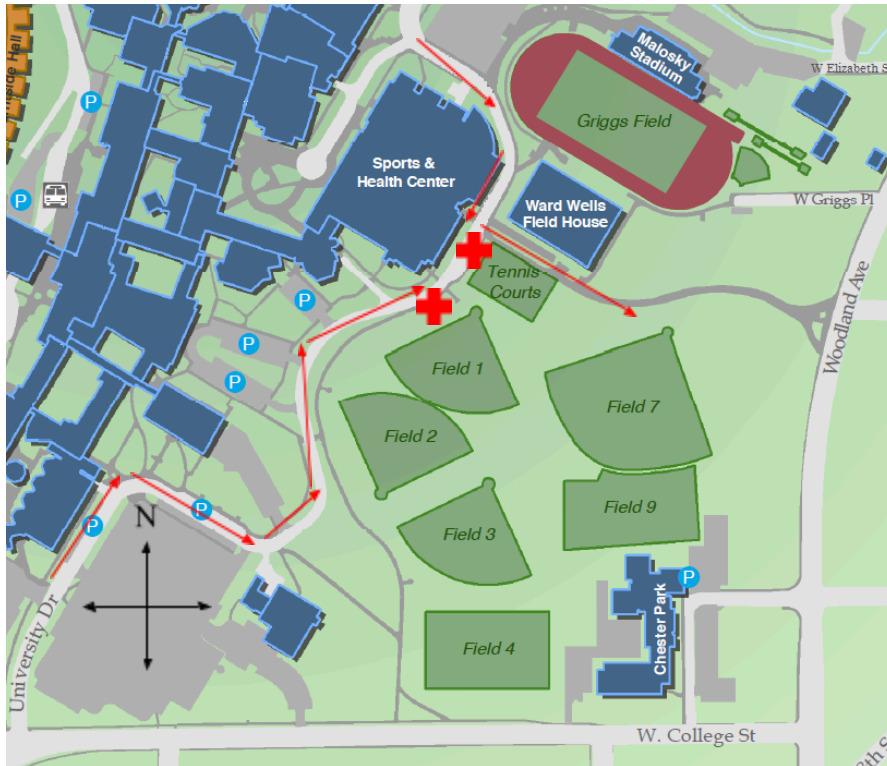 Malosky
Stadium
W Elizabeth S
P
Griggs Field
Sports &
Health Center
Ward Wells
Field House
P
W Griggs Pl
Tennis
Courts
P
P
P
Woodland Ave
Field 1
Field 7
Field 2
P
P
N
Field 3
Field 9
P
Chester Park
University Dr
Field 4
W. College St